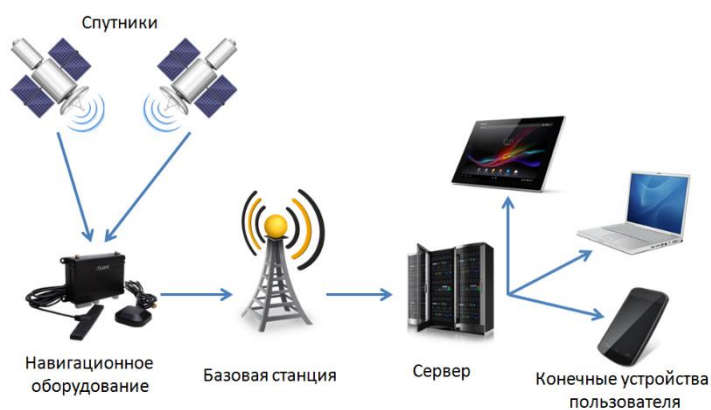 Спутники
Навигационное
оборудование
Базовая станция
Сервер
Конечные устройства
пользователя